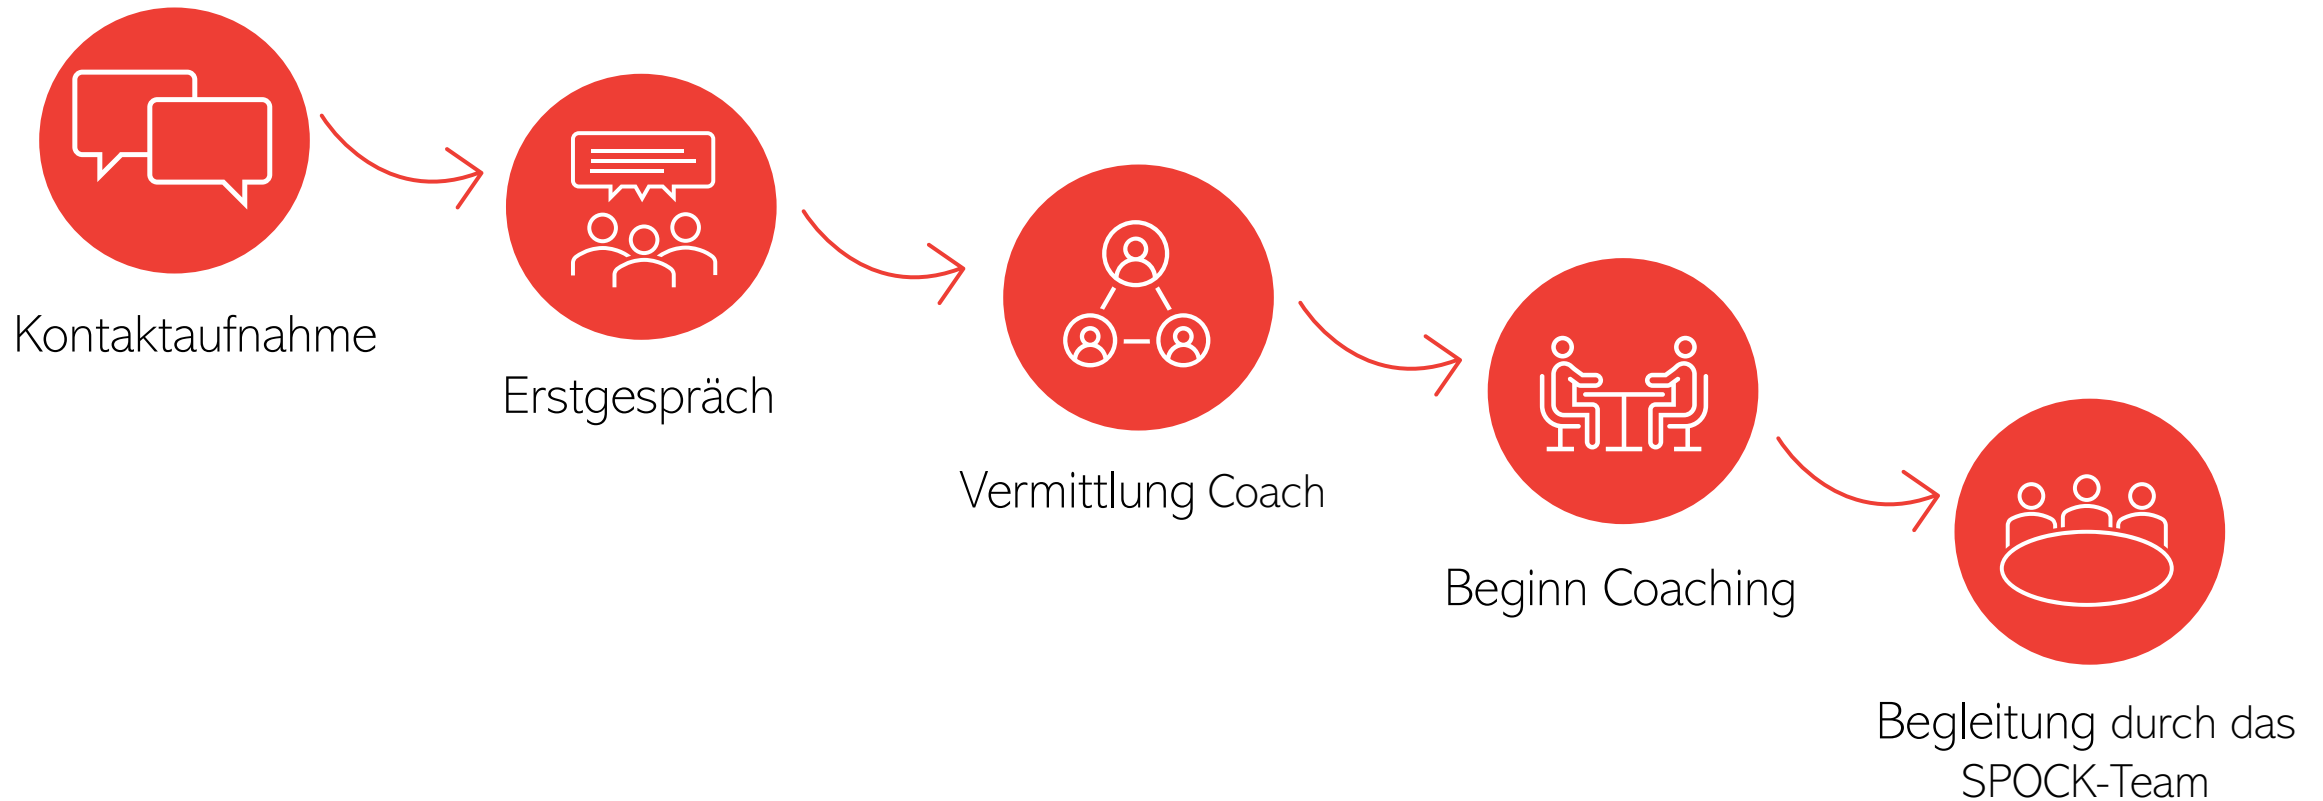 Kontaktaufnahme
Erstgespräch
Vermittlung Coach
Beginn Coaching
Begleitung durch das
SPOCK-Team